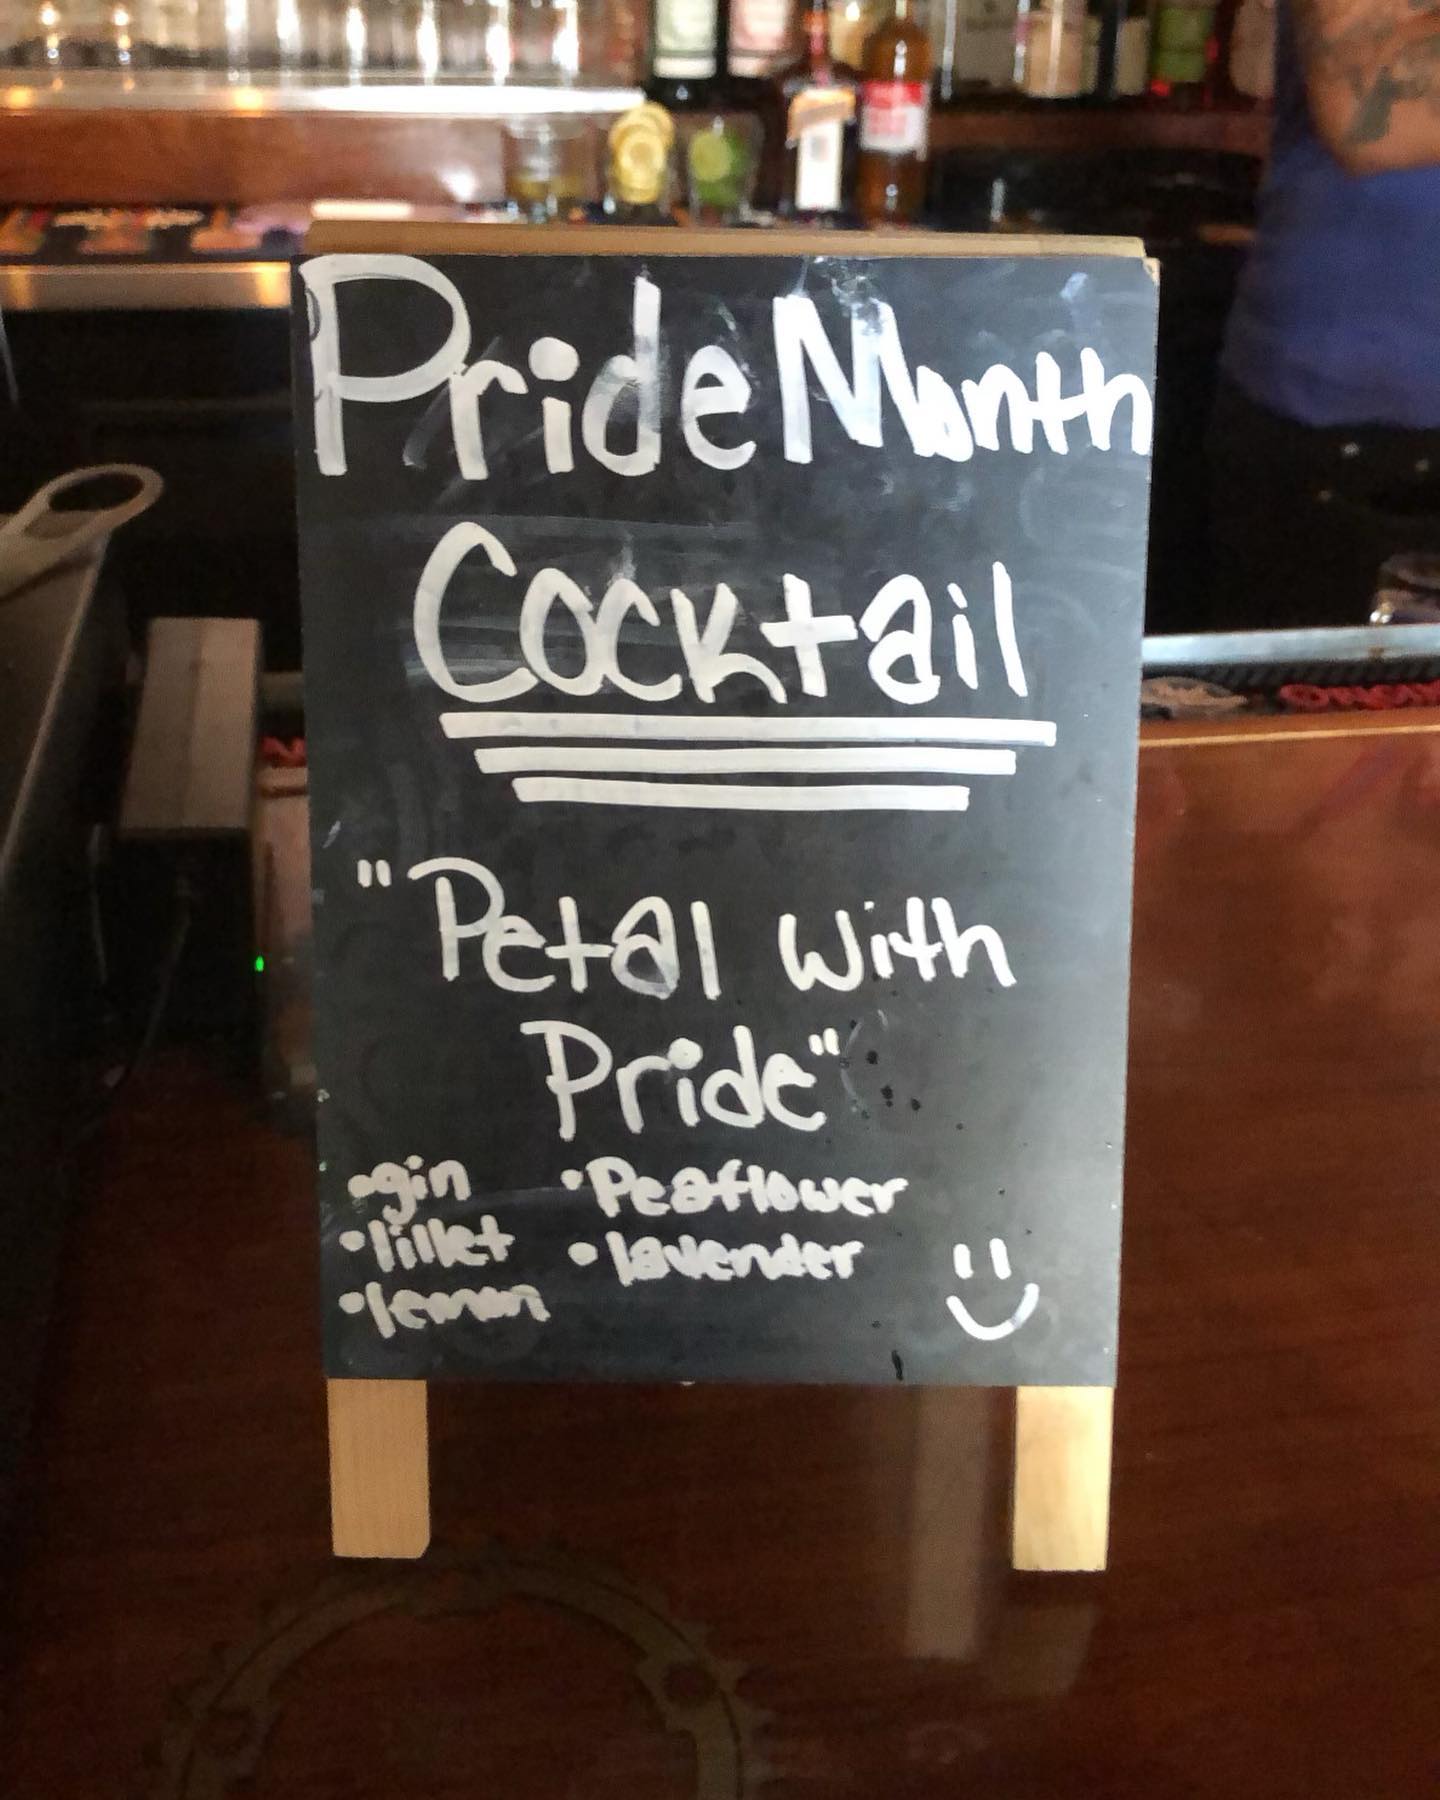 Pride Month
Cocktail
"Petal with
Pride"
•gin •Peaflower
•lillet •lavender
•lemon